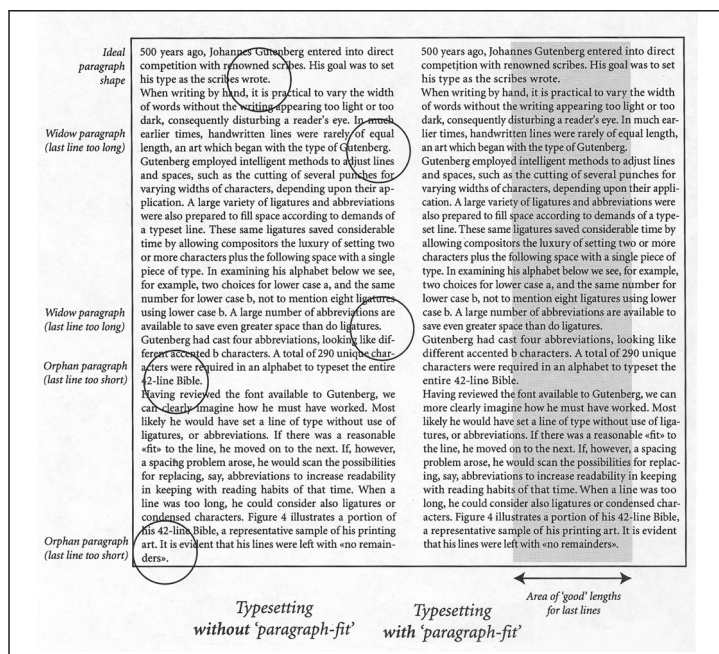 Ideal
paragraph
shape
Widow paragraph
(last line too long)
Widow paragraph
(last line too long)
Orphan paragraph
(last line too short)
Orphan paragraph
(last line too short)
500 years ago, Johannes Gutenberg entered into direct
competition with renowned scribes. His goal was to set
his type as the scribes wrote.
When writing by hand, it is practical to vary the width
of words without the writing appearing too light or too
dark, consequently disturbing a reader's eye. In much
earlier times, handwritten lines were rarely of equal
length, an art which began with the type of Gutenberg.
Gutenberg employed intelligent methods to adjust lines
and spaces, such as the cutting of several punches for
varying widths of characters, depending upon their ap-
plication. A large variety of ligatures and abbreviations
were also prepared to fill space according to demands of
a typeset line. These same ligatures saved considerable
time by allowing compositors the luxury of setting two
or more characters plus the following space with a single
piece of type. In examining his alphabet below we see,
for example, two choices for lower case a, and the same
number for lower case b, not to mention eight ligatures
using lower case b. A large number of abbreviations are
available to save even greater space than do ligatures.
Gutenberg had cast four abbreviations, looking like dif-
ferent accented b characters. A total of 290 unique char-
acters were required in an alphabet to typeset the entire
42-line Bible.
Having reviewed the font available to Gutenberg, we
can clearly imagine how he must have worked. Most
likely he would have set a line of type without use of
ligatures, or abbreviations. If there was a reasonable
«fit» to the line, he moved on to the next. If, however,
a spacing problem arose, he would scan the possibilities
for replacing, say, abbreviations to increase readability
in keeping with reading habits of that time. When a
line was too long, he could consider also ligatures or
condensed characters. Figure 4 illustrates a portion of
his 42-line Bible, a representative sample of his printing
art. It is evident that his lines were left with «no remain-
ders».
500 years ago, Johannes Gutenberg entered into direct
competition with renowned scribes. His goal was to set
his type as the scribes wrote.
When writing by hand, it is practical to vary the width
of words without the writing appearing too light or too
dark, consequently disturbing a reader's eye. In much ear-
lier times, handwritten lines were rarely of equal length,
an art which began with the type of Gutenberg.
Gutenberg employed intelligent methods to adjust lines
and spaces, such as the cutting of several punches for
varying widths of characters, depending upon their appli-
cation. A large variety of ligatures and abbreviations were
also prepared to fill space according to demands of a type-
set line. These same ligatures saved considerable time by
allowing compositors the luxury of setting two or more
characters plus the following space with a single piece of
type. In examining his alphabet below we see, for example,
two choices for lower case a, and the same number for
lower case b, not to mention eight ligatures using lower
case b. A large number of abbreviations are available to
save even greater space than do ligatures.
Gutenberg had cast four abbreviations, looking like
different accented b characters. A total of 290 unique
characters were required in an alphabet to typeset the
entire 42-line Bible.
Having reviewed the font available to Gutenberg, we can
more clearly imagine how he must have worked. Most
likely he would have set a line of type without use of liga-
tures, or abbreviations. If there was a reasonable «fit» to
the line, he moved on to the next. If, however, a spacing
problem arose, he would scan the possibilities for replac-
ing, say, abbreviations to increase readability in keeping
with reading habits of that time. When a line was too
long, he could consider also ligatures or condensed char-
acters. Figure 4 illustrates a portion of his 42-line Bible,
a representative sample of his printing art. It is evident
that his lines were left with «no remainders».
Area of 'good' lengths
for last lines
Typesetting
without 'paragraph-fit'
Typesetting
with 'paragraph-fit'